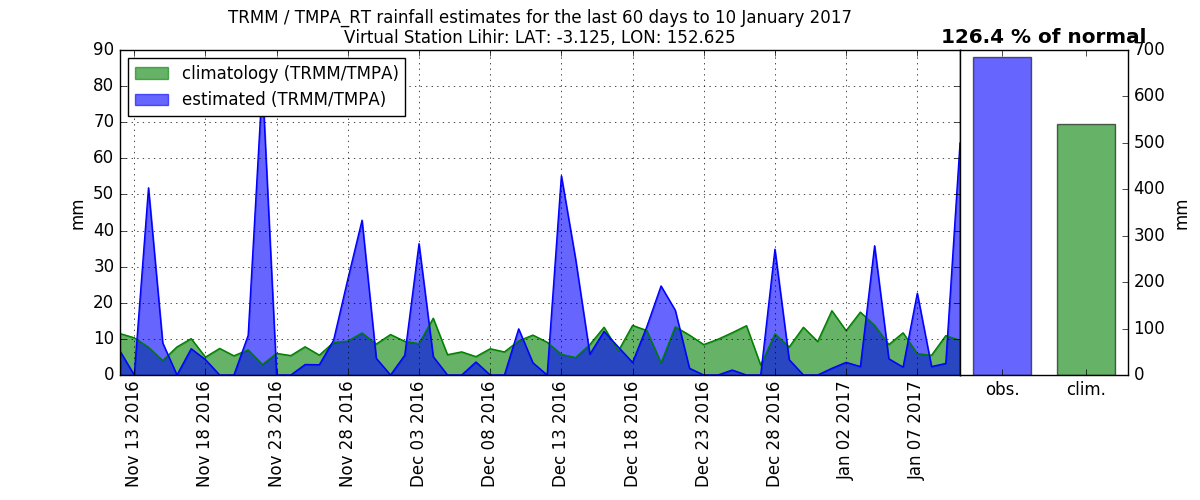 TRMM / TMPA_RT rainfall estimates for the last 60 days to 10 January 2017
Virtual Station Lihir: LAT: -3.125, LON: 152.625
126.4 % of normal
climatology (TRMM/TMPA)
estimated (TRMM/TMPA)
90
80
70
60
50
40
30
20
10
0
mm
Nov 13 2016
Nov 18 2016
Nov 23 2016
Nov 28 2016
Dec 03 2016
Dec 08 2016
Dec 13 2016
Dec 18 2016
Dec 23 2016
Dec 28 2016
Jan 02 2017
Jan 07 2017
obs.
clim.
700
600
500
400
300
200
100
0
mm